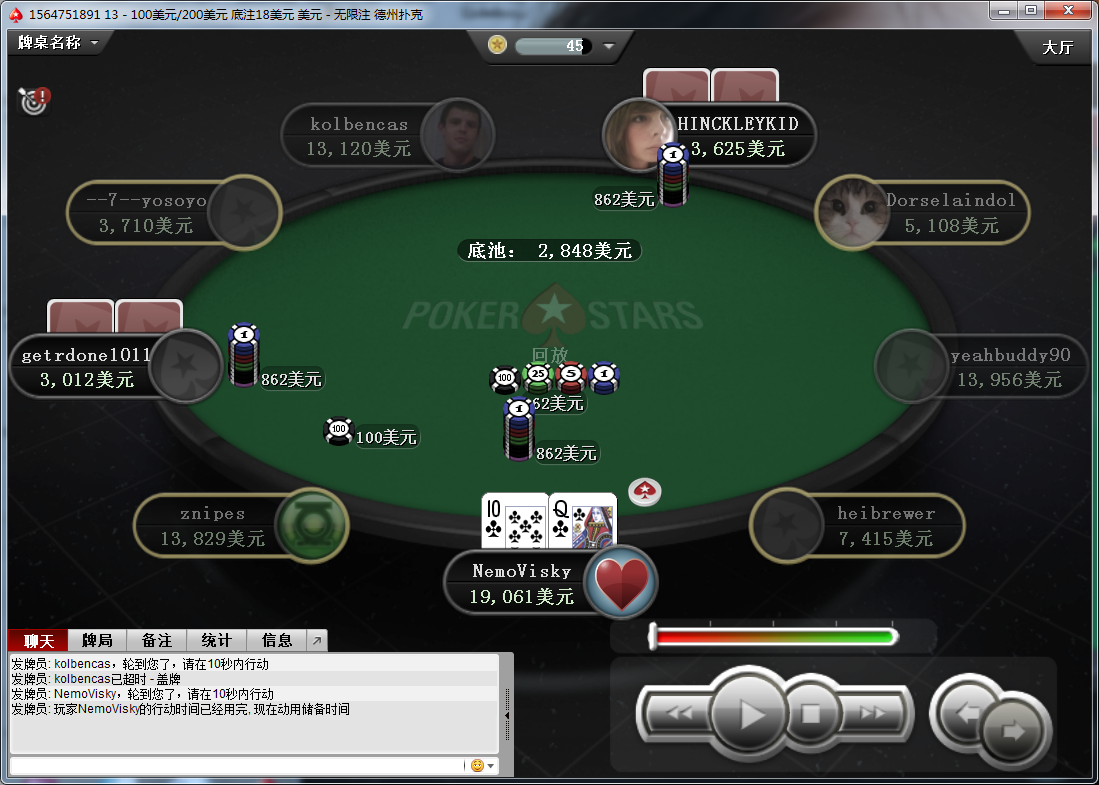 1564751891 13 - 100美元/200美元 底注18美元 美元 - 无限注 德州扑克
牌桌名称
45
大厅
kolbencas
13,120美元
HINCKLEYKID
3,625美元
1
862美元
--7--yosoyo
3,710美元
Dorselaindol
5,108美元
底池： 2,848美元
POKER STARS
回放
getrdone1011
3,012美元
1
862美元
yeahbuddy90
13,956美元
100
25
5
1
62美元
1
862美元
100
100美元
znipes
13,829美元
10
Q
heibrewer
7,415美元
NemoVisky
19,061美元
聊天
牌局
备注
统计
信息
发牌员: kolbencas，轮到您了，请在10秒内行动
发牌员: kolbencas已超时 - 盖牌
发牌员: NemoVisky，轮到您了，请在10秒内行动
发牌员: 玩家NemoVisky的行动时间已经用完, 现在动用储备时间